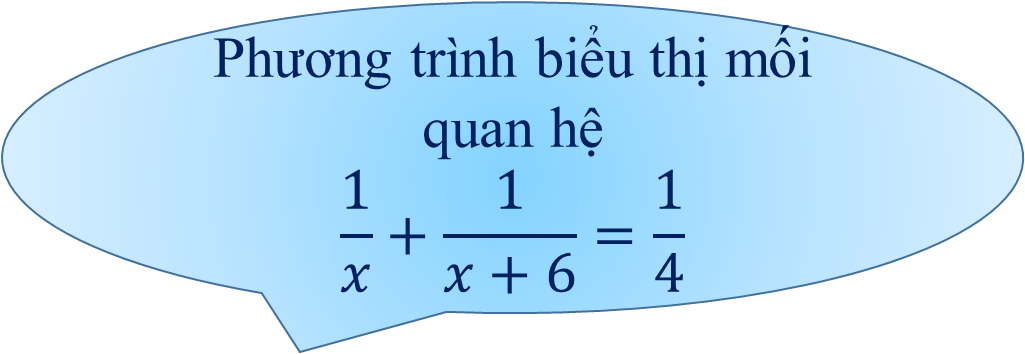 Phương trình biểu thị mối
quan hệ
1/x + 1/(x + 6) = 1/4